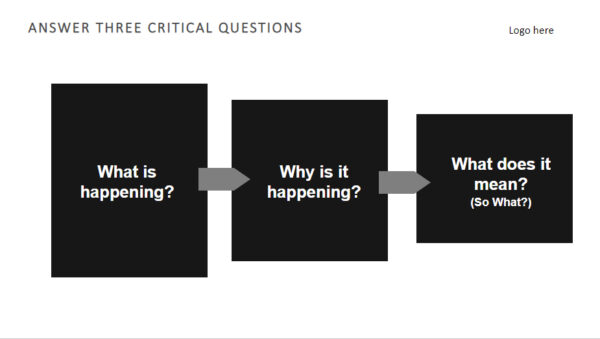 ANSWER THREE CRITICAL QUESTIONS
Logo here
What is
happening?
Why is it
happening?
What does it
mean?
(So What?)